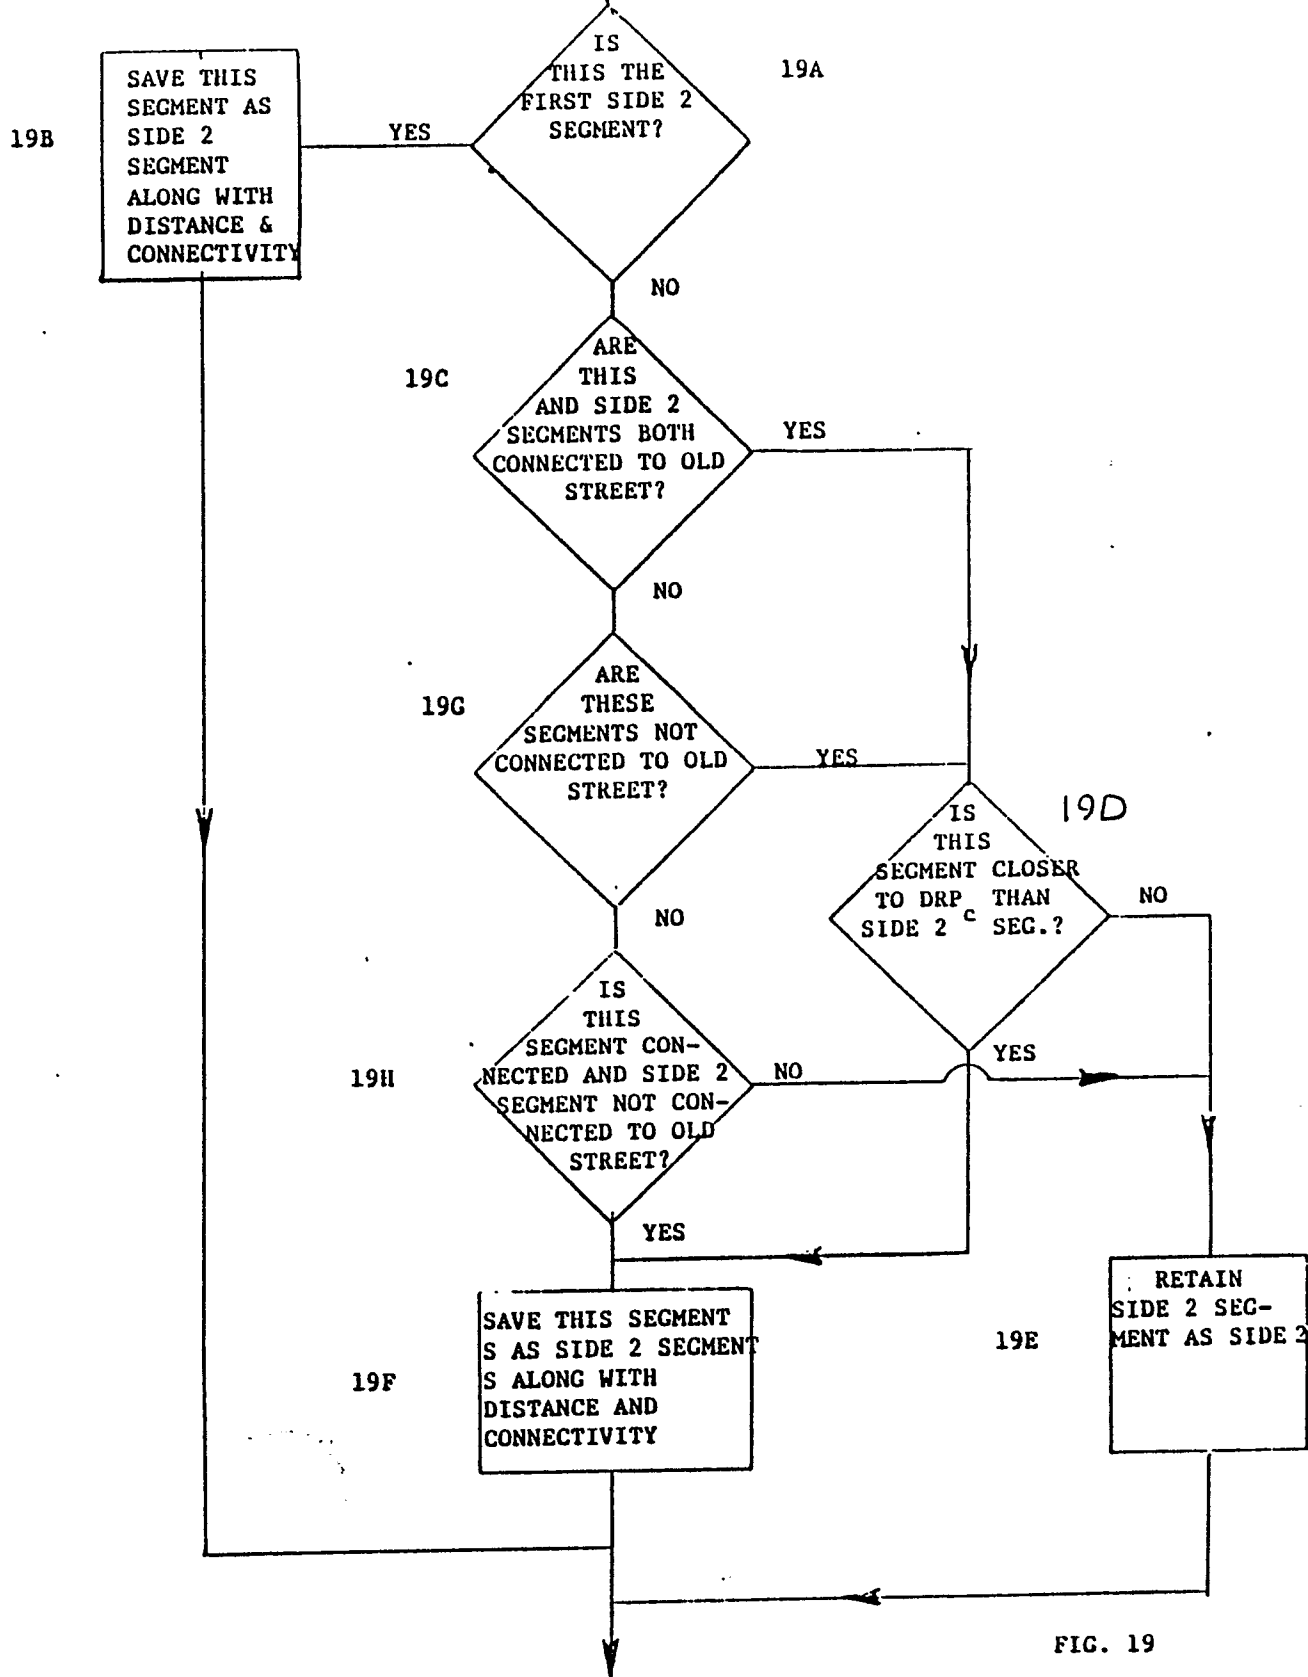 IS
THIS THE
FIRST SIDE 2
SEGMENT?
19A
YES
19B
SAVE THIS
SEGMENT AS
SIDE 2
SEGMENT
ALONG WITH
DISTANCE &
CONNECTIVITY
NO
19C
ARE
THIS
AND SIDE 2
SEGMENTS BOTH
CONNECTED TO OLD
STREET?
YES
NO
19G
ARE
THESE
SEGMENTS NOT
CONNECTED TO OLD
STREET?
YES
19D
IS
THIS
SEGMENT CLOSER
TO DRPc THAN
SIDE 2 SEG.?
NO
YES
NO
19H
IS
THIS
SEGMENT CON-
NECTED AND SIDE 2
SEGMENT NOT CON-
NECTED TO OLD
STREET?
NO
YES
19F
SAVE THIS SEGMENT
S AS SIDE 2 SEGMENT
S ALONG WITH
DISTANCE AND
CONNECTIVITY
19E
RETAIN
SIDE 2 SEG-
MENT AS SIDE 2
FIG. 19